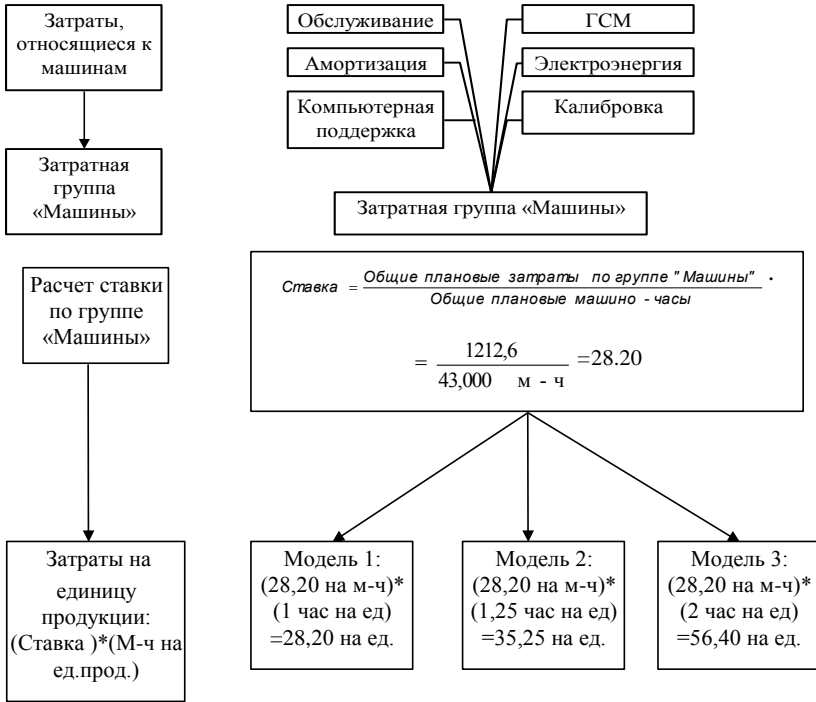 Затраты,
относящиеся к
машинам
Обслуживание
ГСМ
Амортизация
Электроэнергия
Компьютерная
поддержка
Калибровка
Затратная
группа
«Машины»
Затратная группа «Машины»
Расчет ставки
по группе
«Машины»
Ставка = Общие плановые затраты по группе " Машины" .
Общие плановые машино - часы
= 1212,6 =28.20
43,000 м - ч
Затраты на
единицу
продукции:
(Ставка )*(М-ч на
ед.прод.)
Модель 1:
(28,20 на м-ч)*
(1 час на ед)
=28,20 на ед.
Модель 2:
(28,20 на м-ч)*
(1,25 час на ед)
=35,25 на ед.
Модель 3:
(28,20 на м-ч)*
(2 час на ед)
=56,40 на ед.